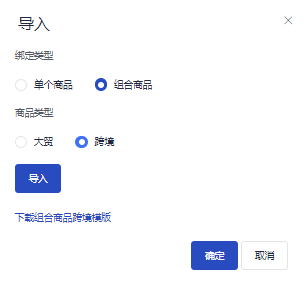 导入
绑定类型
单个商品 组合商品
商品类型
大贸 跨境
导入
下载组合商品跨境模版
确定 取消